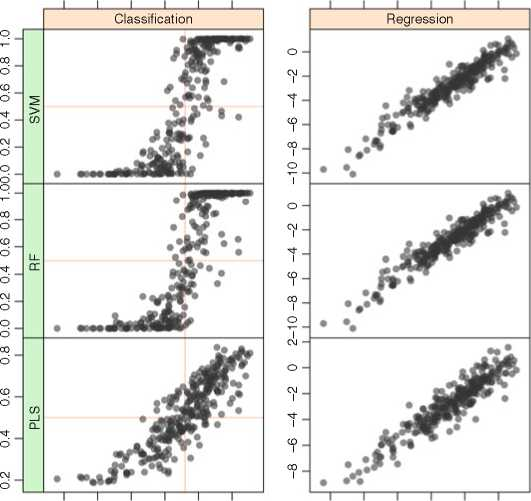 Classification
Regression
SVM
0.0 0.2 0.4 0.6 0.8 1.0
−10 −8 −6 −4 −2 0
RF
0.0 0.2 0.4 0.6 0.8 1.0
−10 −8 −6 −4 −2 0
PLS
0.2 0.4 0.6 0.8
−8 −6 −4 −2 0 2